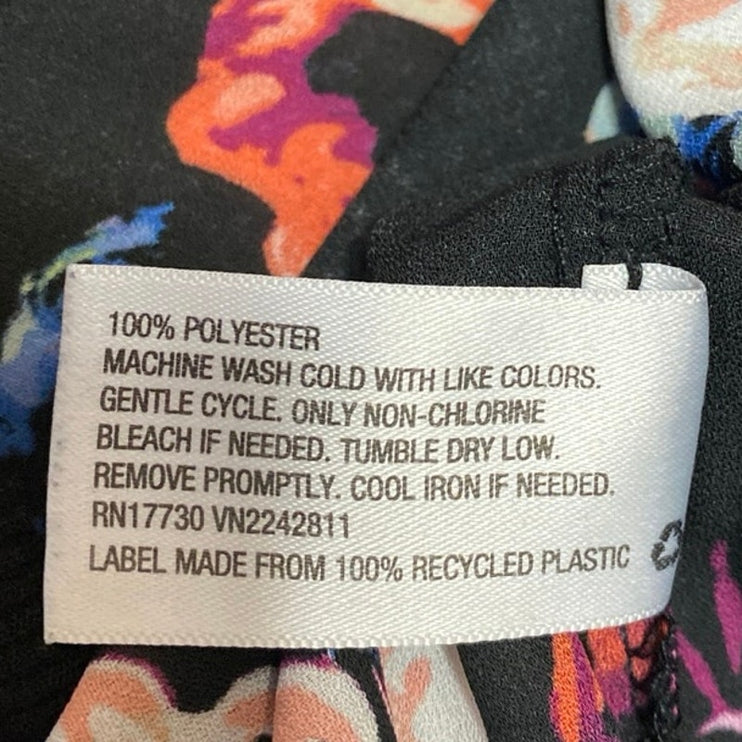 100% POLYESTER
MACHINE WASH COLD WITH LIKE COLORS.
GENTLE CYCLE. ONLY NON-CHLORINE
BLEACH IF NEEDED. TUMBLE DRY LOW.
REMOVE PROMPTLY. COOL IRON IF NEEDED.
RN17730 VN2242811
LABEL MADE FROM 100% RECYCLED PLASTIC